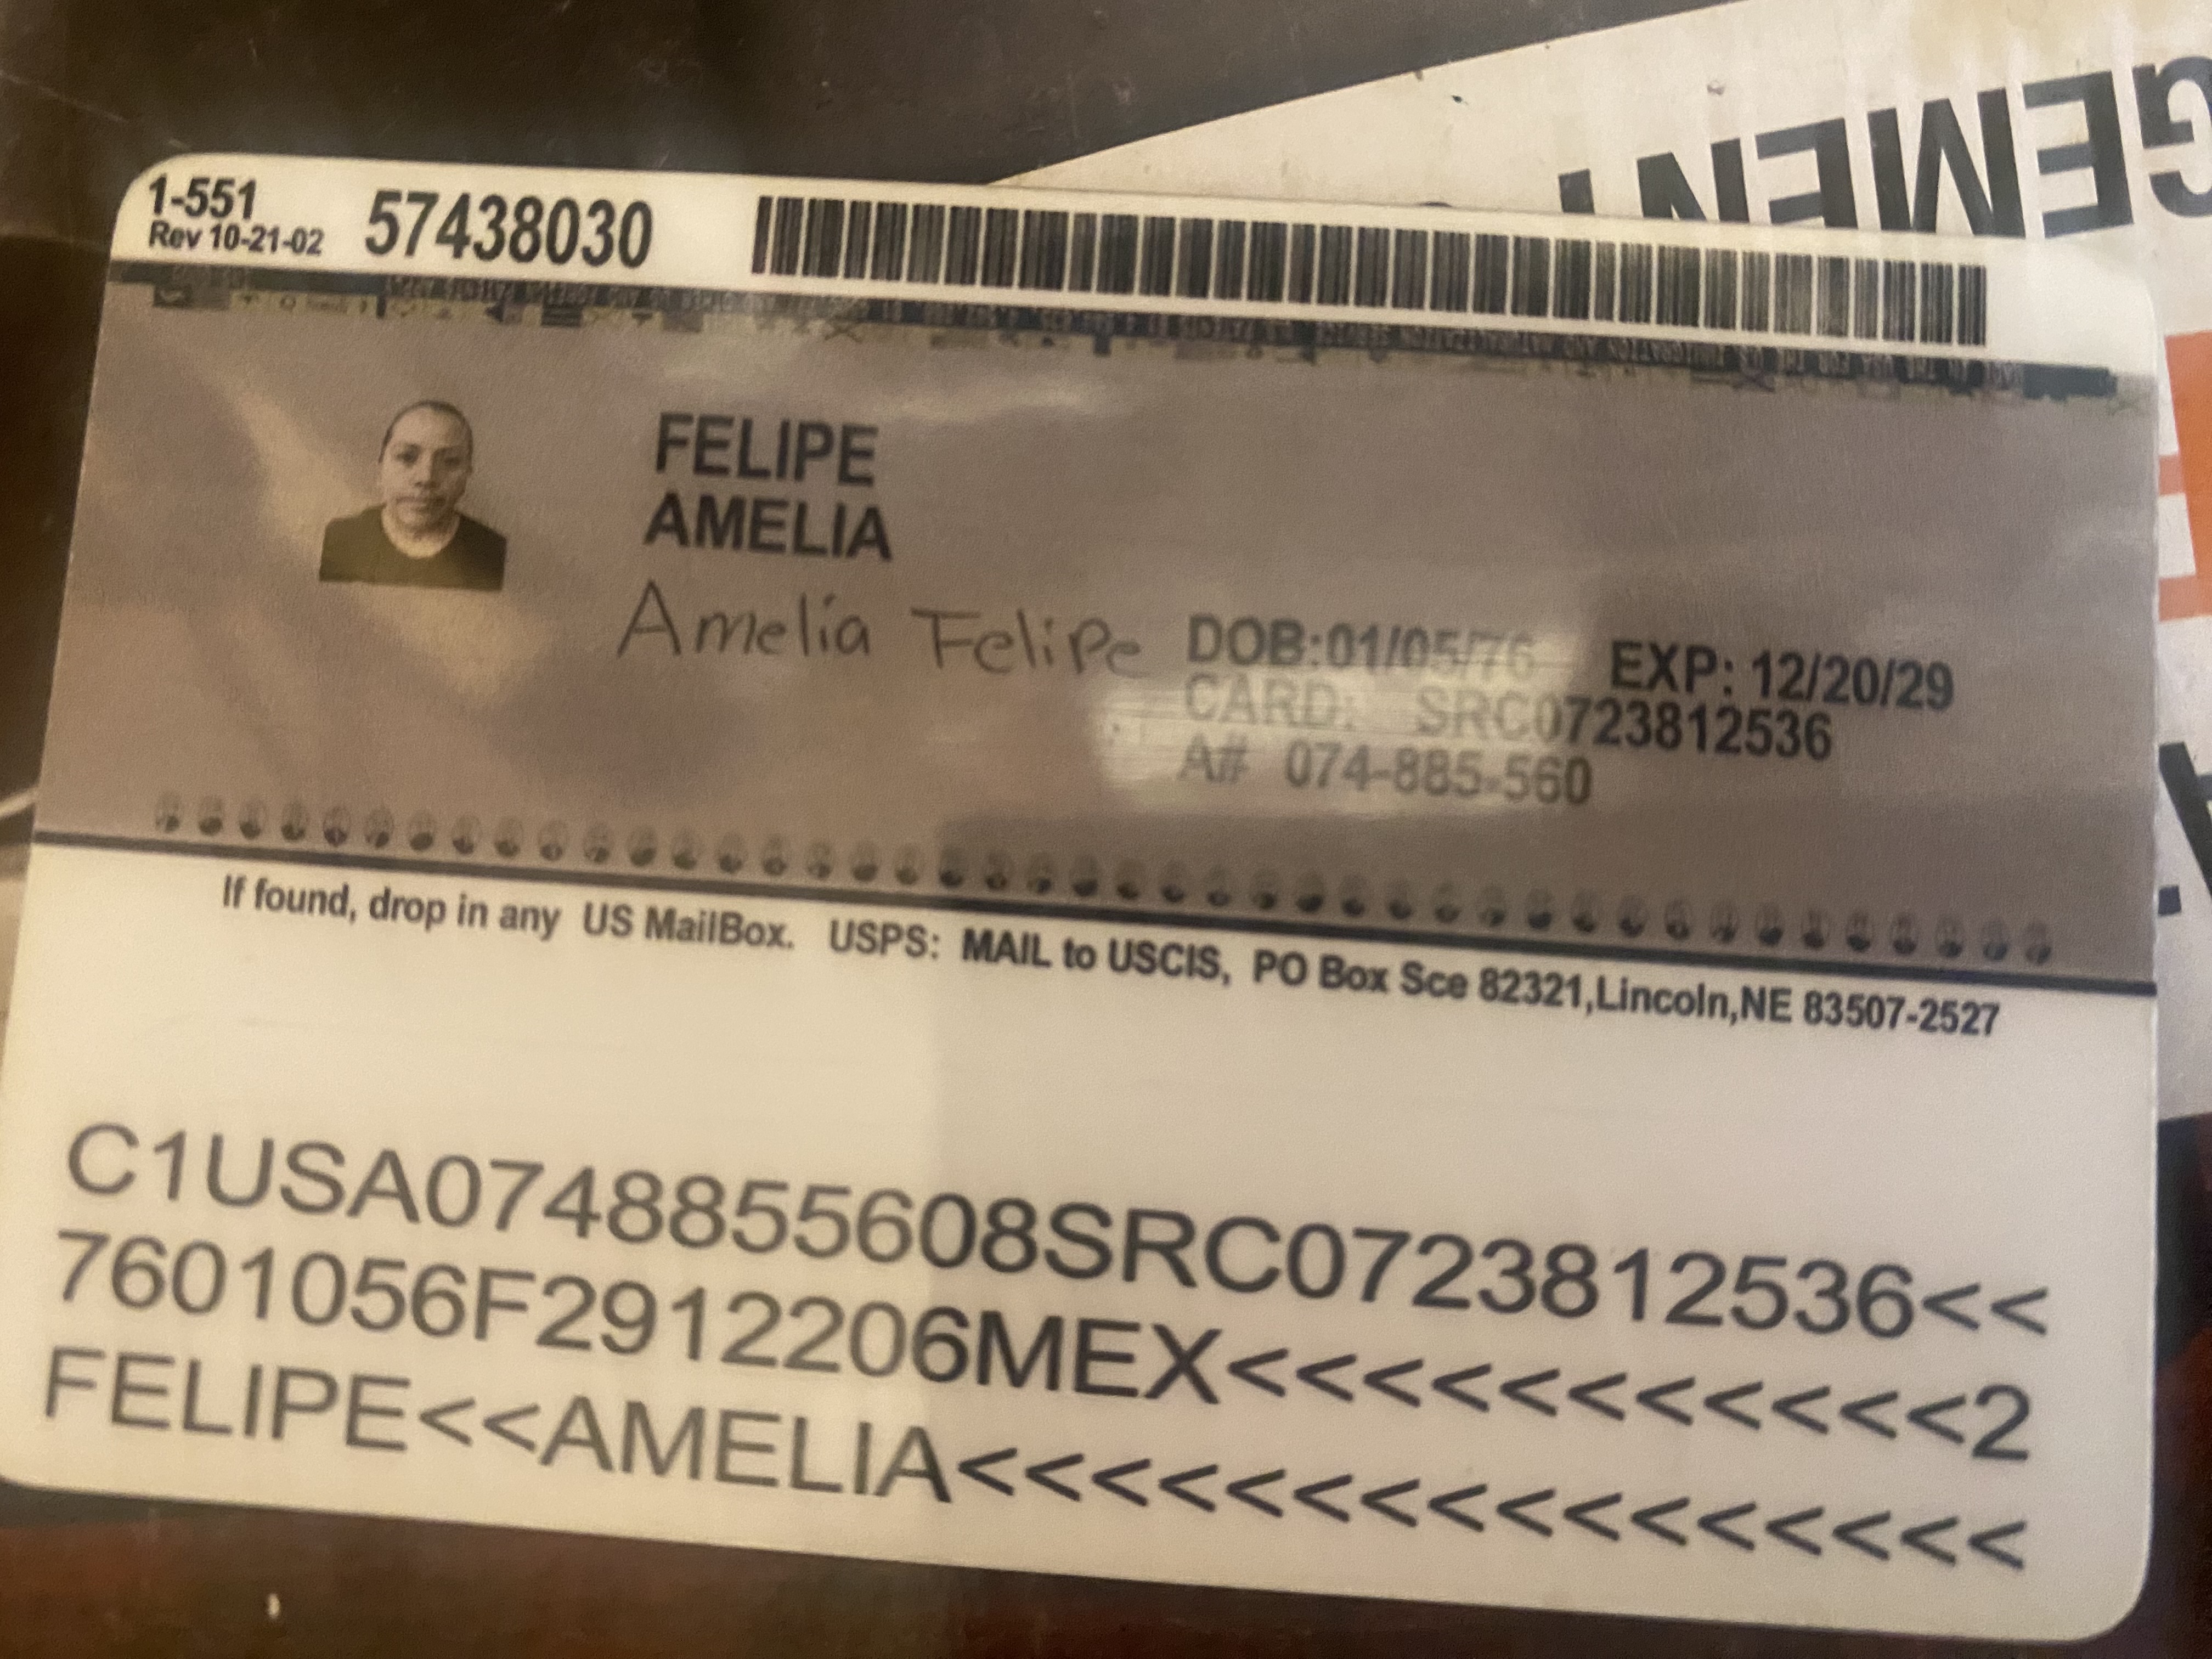 GEMENT
1-551
Rev 10-21-02
57438030
FELIPE
AMELIA
Amelia Felipe
DOB:01/05/76 EXP: 12/20/29
CARD: SRC0723812536
A# 074-885-560
If found, drop in any US MailBox. USPS: MAIL to USCIS, PO Box Sce 82321,Lincoln,NE 83507-2527
C1USA0748855608SRC0723812536<<
7601056F2912206MEX<<<<<<<<<<<2
FELIPE<<AMELIA<<<<<<<<<<<<<<<<